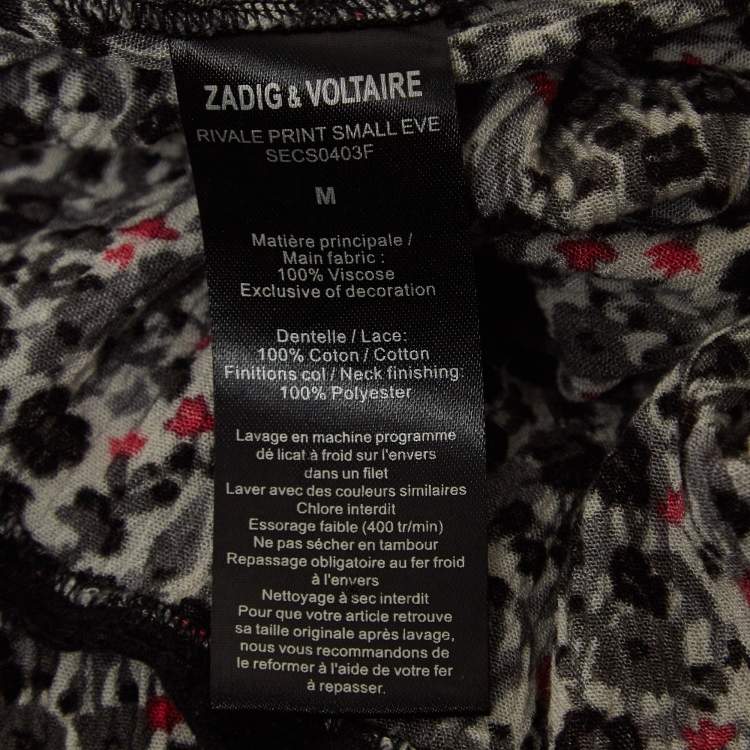 ZADIG & VOLTAIRE
RIVALE PRINT SMALL EVE
SECS0403F
M
Matière principale /
Main fabric :
100% Viscose
Exclusive of decoration
Dentelle / Lace:
100% Coton / Cotton
Finitions col / Neck finishing:
100% Polyester
Lavage en machine programme
dé licat à froid sur l'envers
dans un filet
Laver avec des couleurs similaires
Chlore interdit
Essorage faible (400 tr/min)
Ne pas sécher en tambour
Repassage obligatoire au fer froid
à l'envers
Nettoyage à sec interdit
Pour que votre article retrouve
sa taille originale après lavage,
nous vous recommandons de
le reformer à l'aide de votre fer
à repasser.